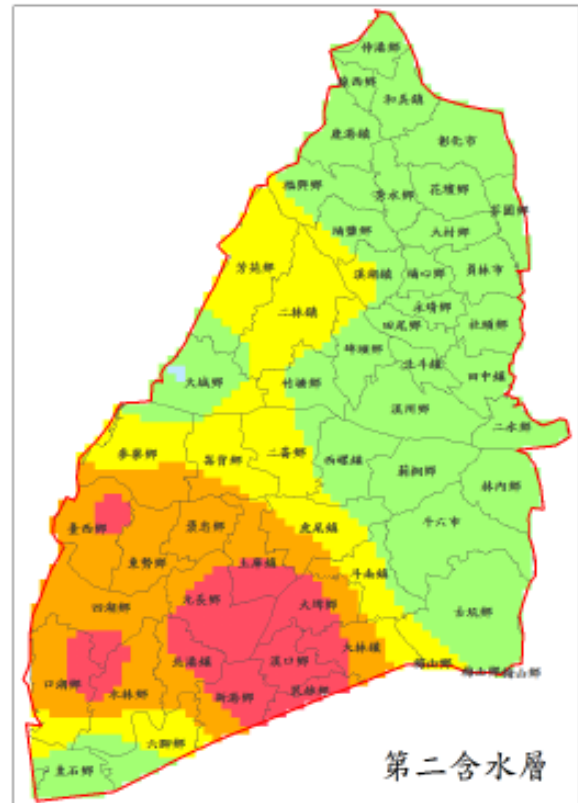 伸港鄉
線西鄉
和美鎮
鹿港鎮
彰化市
福興鄉
秀水鄉
花壇鄉
芬園鄉
埔鹽鄉
大村鄉
芳苑鄉
溪湖鎮
埔心鄉
員林市
二林鎮
永靖鄉
田尾鄉
社頭鄉
埤頭鄉
北斗鎮
大城鄉
竹塘鄉
田中鎮
溪州鄉
二水鄉
麥寮鄉
崙背鄉
二崙鄉
西螺鎮
莿桐鄉
林內鄉
臺西鄉
褒忠鄉
虎尾鎮
斗六市
東勢鄉
土庫鎮
斗南鎮
四湖鄉
元長鄉
大埤鄉
古坑鄉
北港鎮
溪口鄉
大林鎮
口湖鄉
水林鄉
新港鄉
民雄鄉
梅山鄉
梅山鄉
梅山鄉
六腳鄉
東石鄉
第二含水層